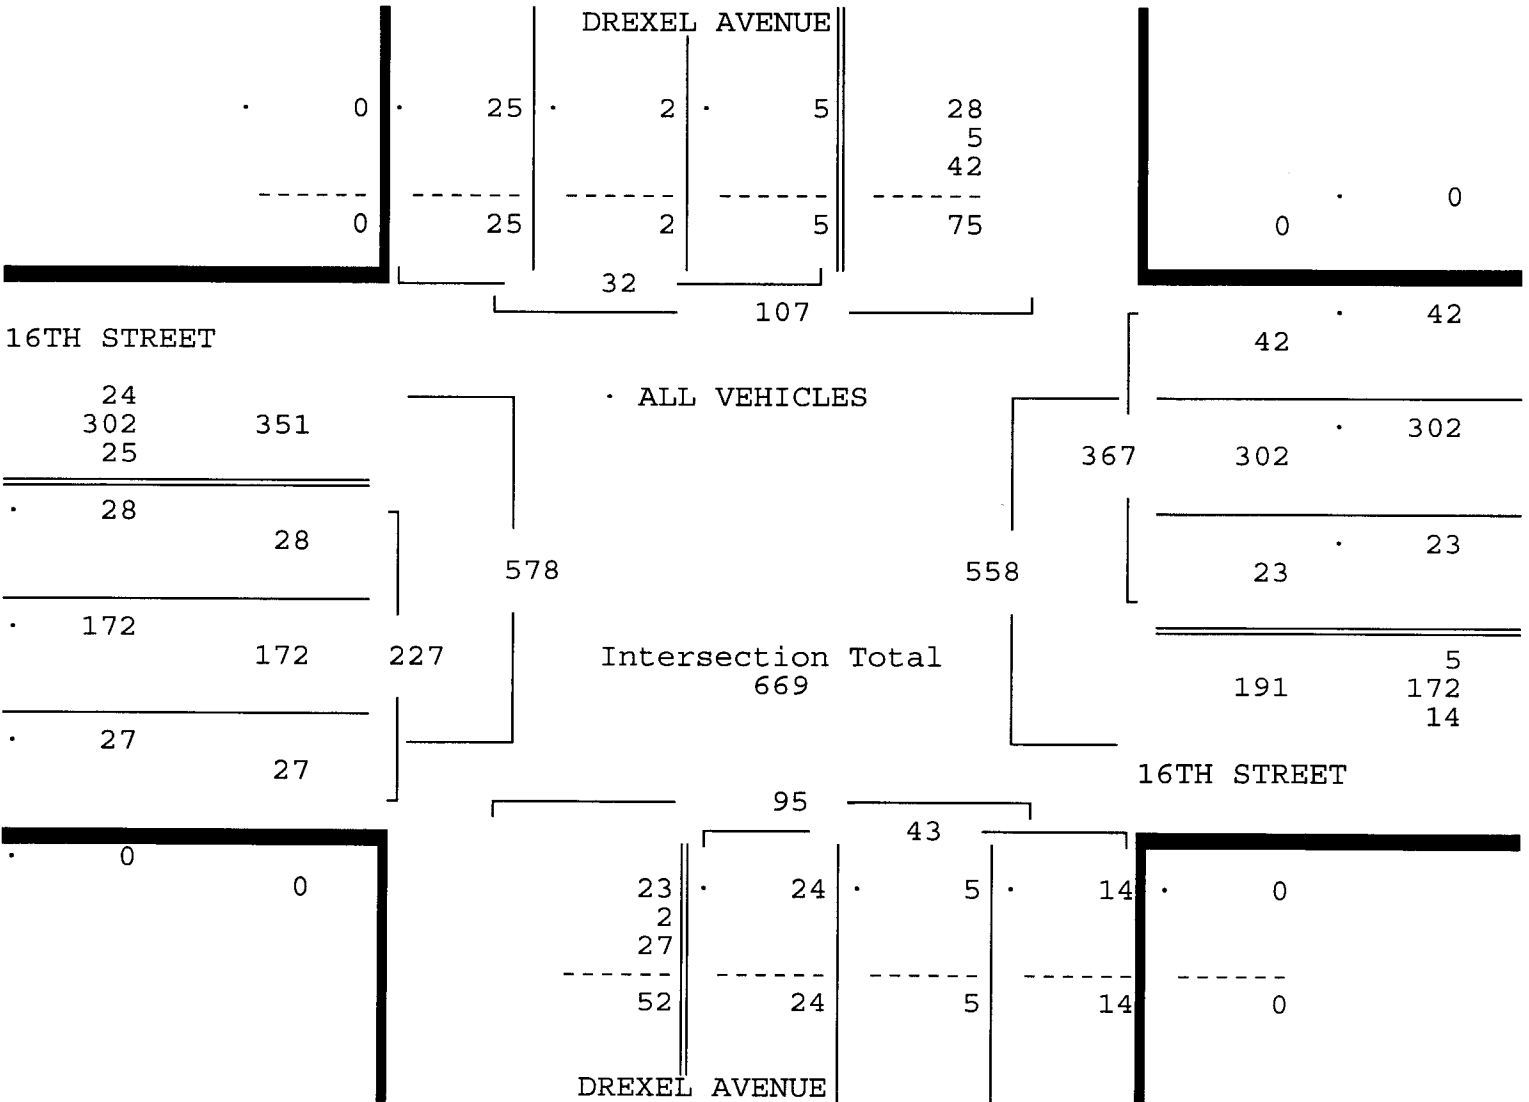 DREXEL AVENUE
0 25 2 5 28
5
42
------ ------ ------ ------ ------
0 25 2 5 75
0
0
32
107
16TH STREET
42
42
24
302 351
25
ALL VEHICLES
302
367 302
28
28
23
23
578
558
172
172 227
Intersection Total
669
5
191 172
14
27
27
16TH STREET
95
43
0
0
23 24 5 14 0
2
27
------ ------ ------ ------ ------
52 24 5 14 0
DREXEL AVENUE